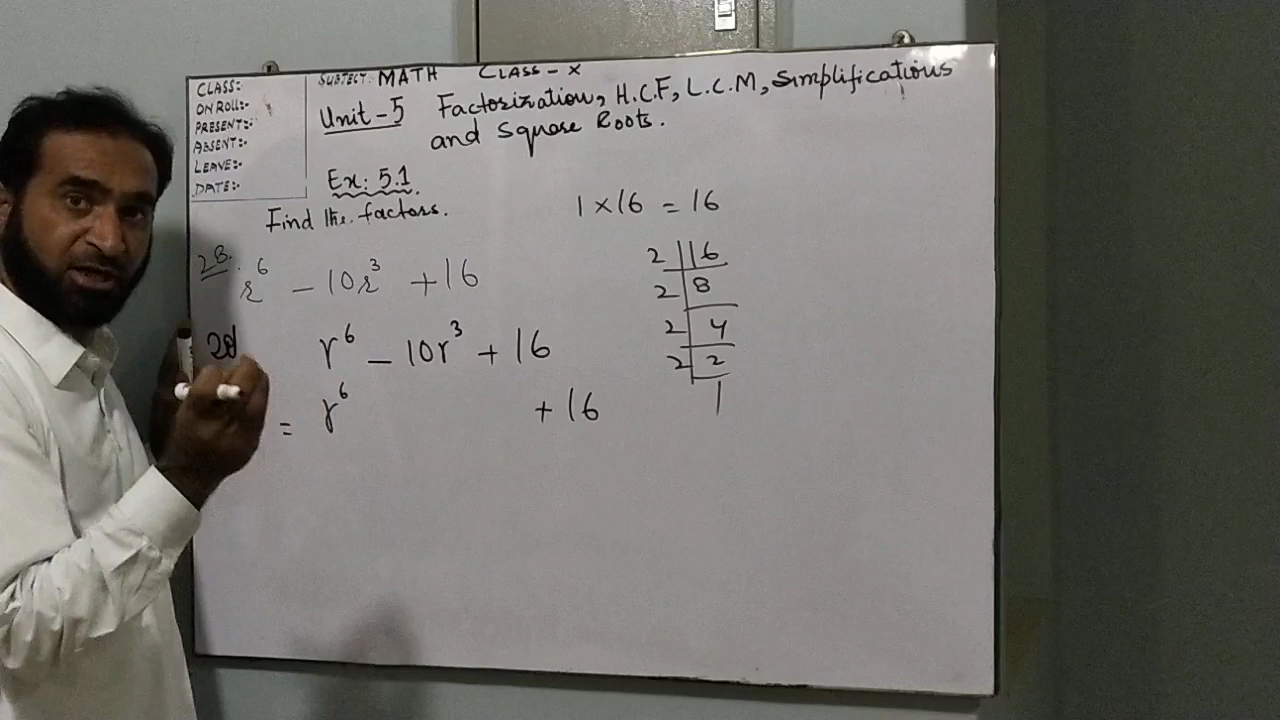 CLASS:
ON ROLL:-
PRESENT:-
ABSENT:-
LEAVE:-
DATE:-
SUBJECT: MATH CLASS - X
Unit - 5 Factorization, H.C.F, L.C.M, Simplifications
and Square Roots.
Ex: 5.1
Find the factors.
28. r⁶ - 10r³ + 16
r⁶ - 10r³ + 16
= r⁶ + 16
1 × 16 = 16
2 | 16
2 | 8
2 | 4
2 | 2
1